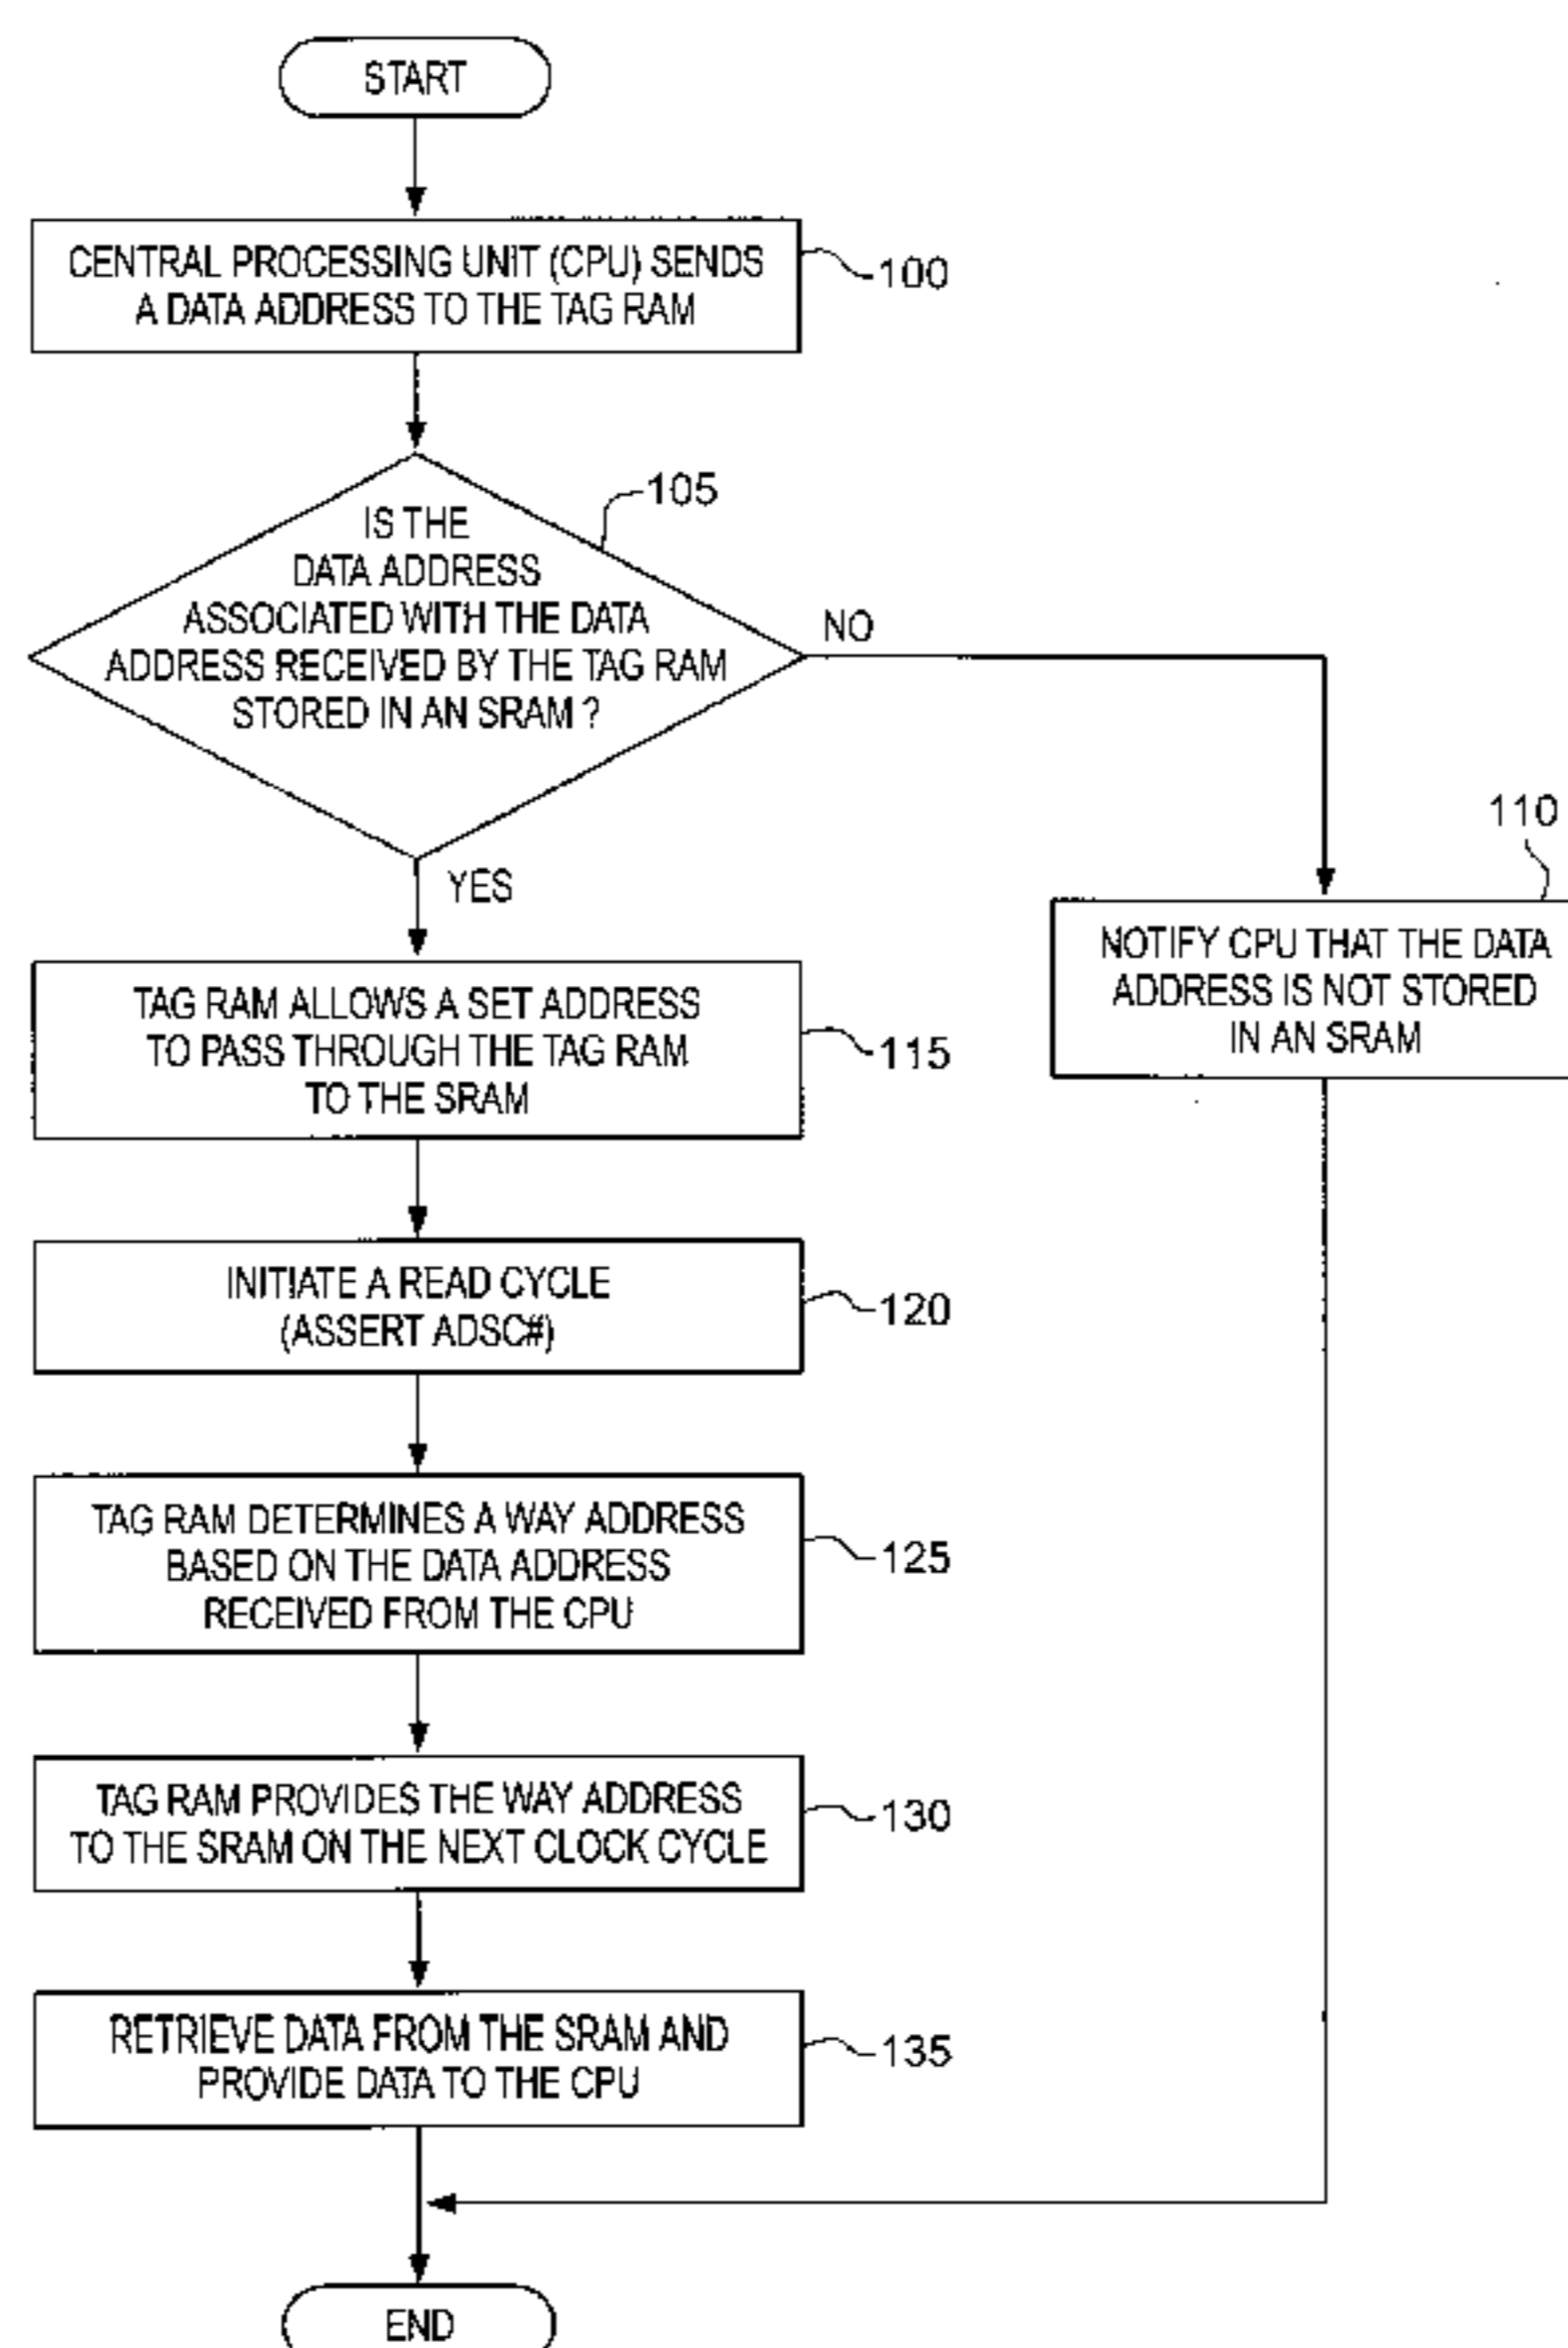 START
CENTRAL PROCESSING UNIT (CPU) SENDS
A DATA ADDRESS TO THE TAG RAM
100
105
IS THE
DATA ADDRESS
ASSOCIATED WITH THE DATA
ADDRESS RECEIVED BY THE TAG RAM
STORED IN AN SRAM ?
NO
YES
110
NOTIFY CPU THAT THE DATA
ADDRESS IS NOT STORED
IN AN SRAM
TAG RAM ALLOWS A SET ADDRESS
TO PASS THROUGH THE TAG RAM
TO THE SRAM
115
INITIATE A READ CYCLE
(ASSERT ADSC#)
120
TAG RAM DETERMINES A WAY ADDRESS
BASED ON THE DATA ADDRESS
RECEIVED FROM THE CPU
125
TAG RAM PROVIDES THE WAY ADDRESS
TO THE SRAM ON THE NEXT CLOCK CYCLE
130
RETRIEVE DATA FROM THE SRAM AND
PROVIDE DATA TO THE CPU
135
END